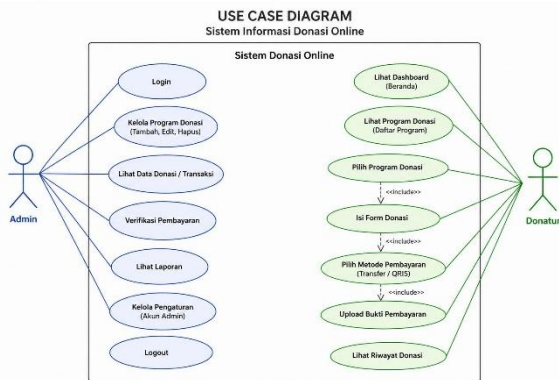 USE CASE DIAGRAM
Sistem Informasi Donasi Online
Sistem Donasi Online
Login
Kelola Program Donasi
(Tambah, Edit, Hapus)
Lihat Data Donasi / Transaksi
Verifikasi Pembayaran
Lihat Laporan
Kelola Pengaturan
(Akun Admin)
Logout
Admin
Lihat Dashboard
(Beranda)
Lihat Program Donasi
(Daftar Program)
Pilih Program Donasi
<<include>>
Isi Form Donasi
<<include>>
Pilih Metode Pembayaran
(Transfer / QRIS)
<<include>>
Upload Bukti Pembayaran
Lihat Riwayat Donasi
Donatur